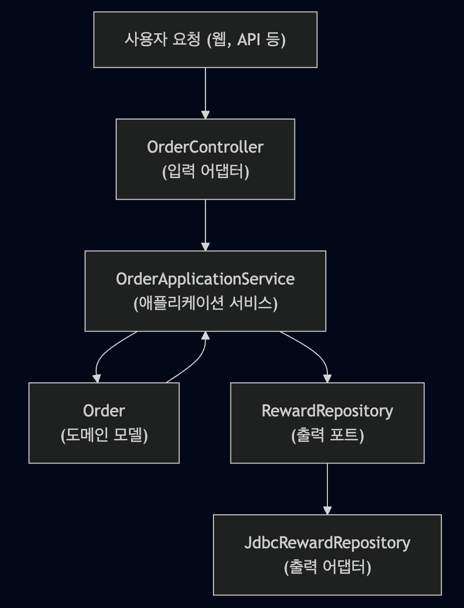 사용자 요청 (웹, API 등)
OrderController
(입력 어댑터)
OrderApplicationService
(애플리케이션 서비스)
Order
(도메인 모델)
RewardRepository
(출력 포트)
JdbcRewardRepository
(출력 어댑터)